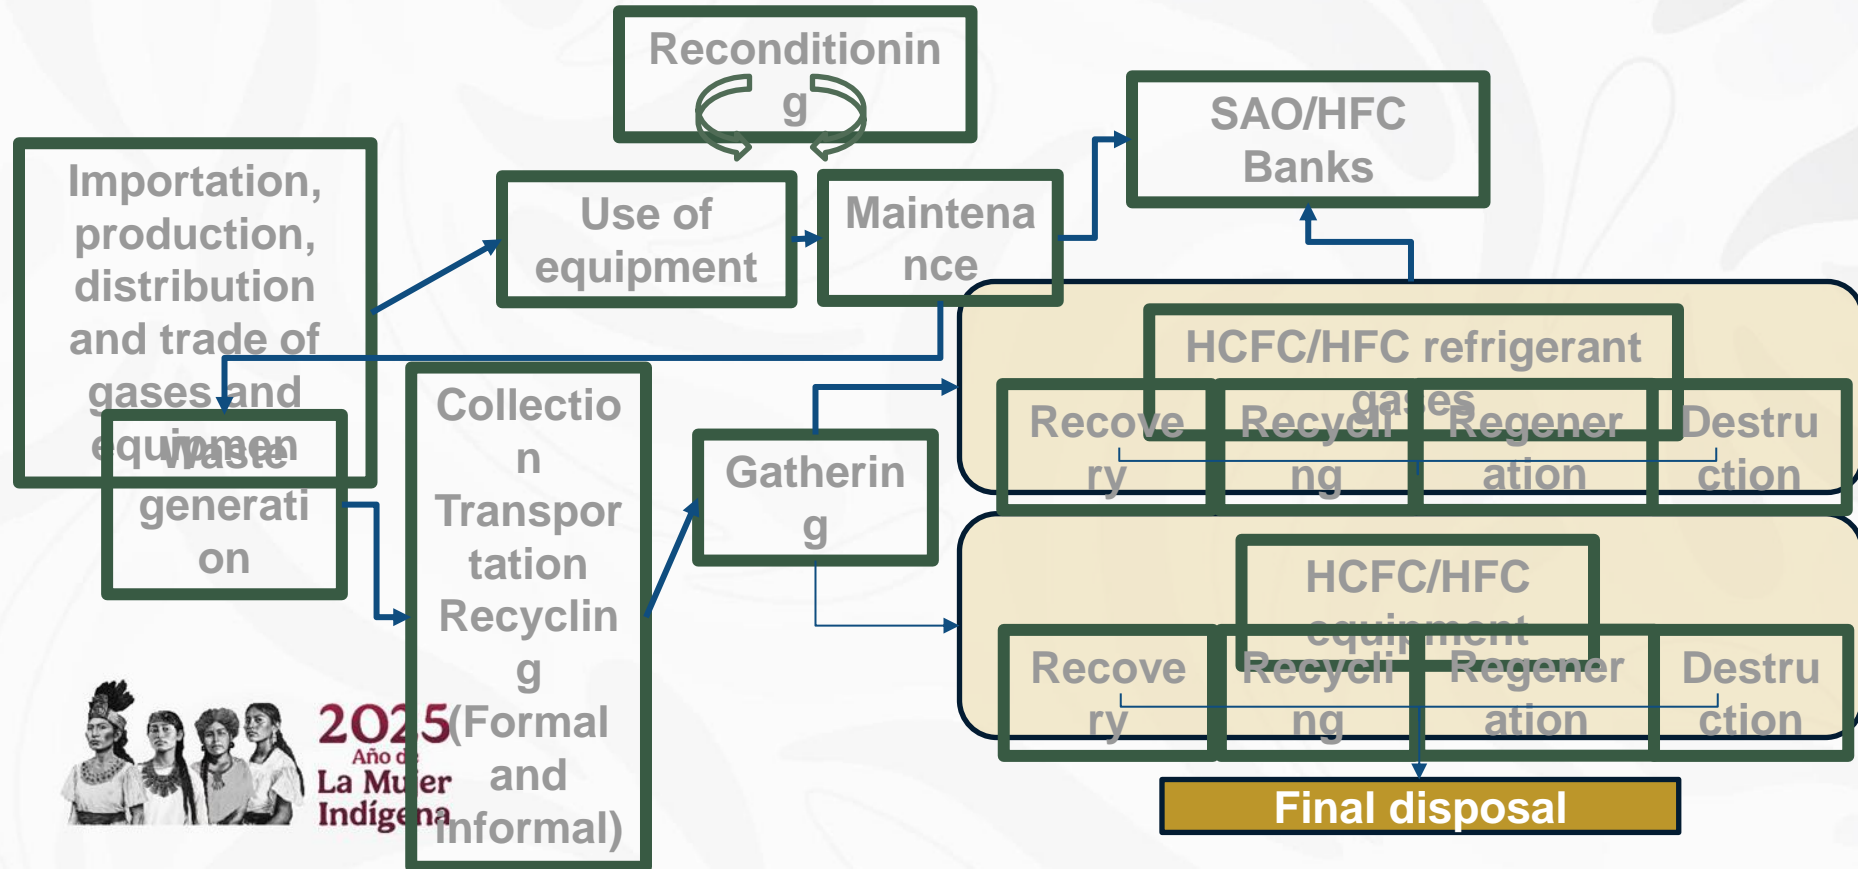 Reconditionin
g
SAO/HFC
Banks
Importation,
production,
distribution
and trade of
gases and
equipmen
Use of
equipment
Maintena
nce
HCFC/HFC refrigerant
gases
Recove
ry
Recycli
ng
Regener
ation
Destru
ction
Waste
generati
on
Collectio
n
Transpor
tation
Recyclin
g
(Formal
and
informal)
Gatherin
g
HCFC/HFC
equipment
Recove
ry
Recycli
ng
Regener
ation
Destru
ction
Final disposal
2025
Año de
La Mujer
Indígena